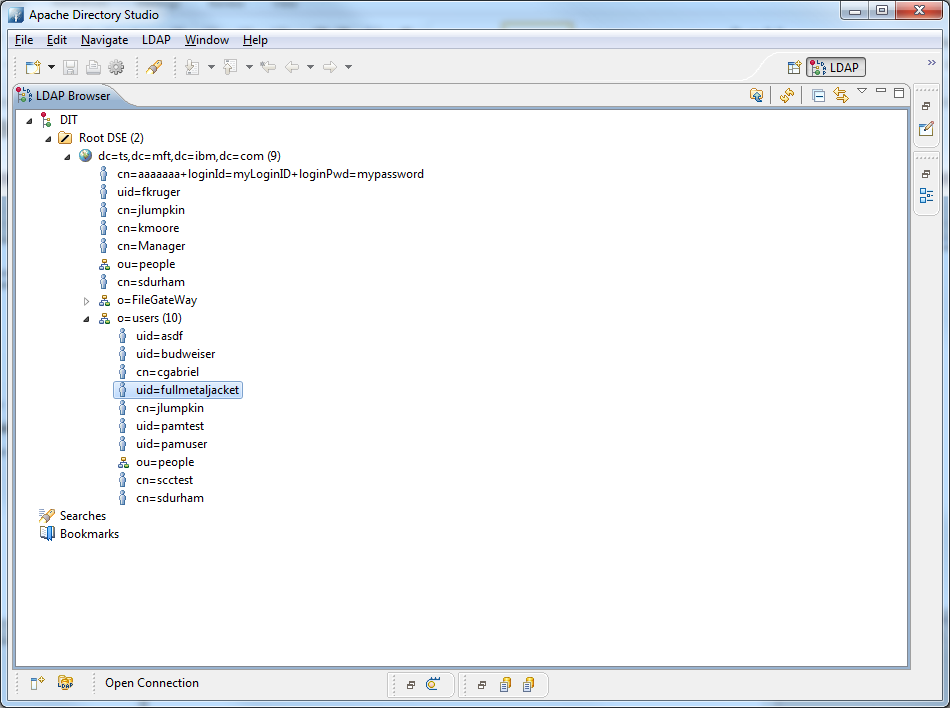 Apache Directory Studio
File Edit Navigate LDAP Window Help
LDAP
LDAP Browser
DIT
Root DSE (2)
dc=ts,dc=mft,dc=ibm,dc=com (9)
cn=aaaaaaa+loginId=myLoginID+loginPwd=mypassword
uid=fkruger
cn=jlumpkin
cn=kmoore
cn=Manager
ou=people
cn=sdurham
o=FileGateWay
o=users (10)
uid=asdf
uid=budweiser
cn=cgabriel
uid=fullmetaljacket
cn=jlumpkin
uid=pamtest
uid=pamuser
ou=people
cn=scctest
cn=sdurham
Searches
Bookmarks
LDAP Open Connection